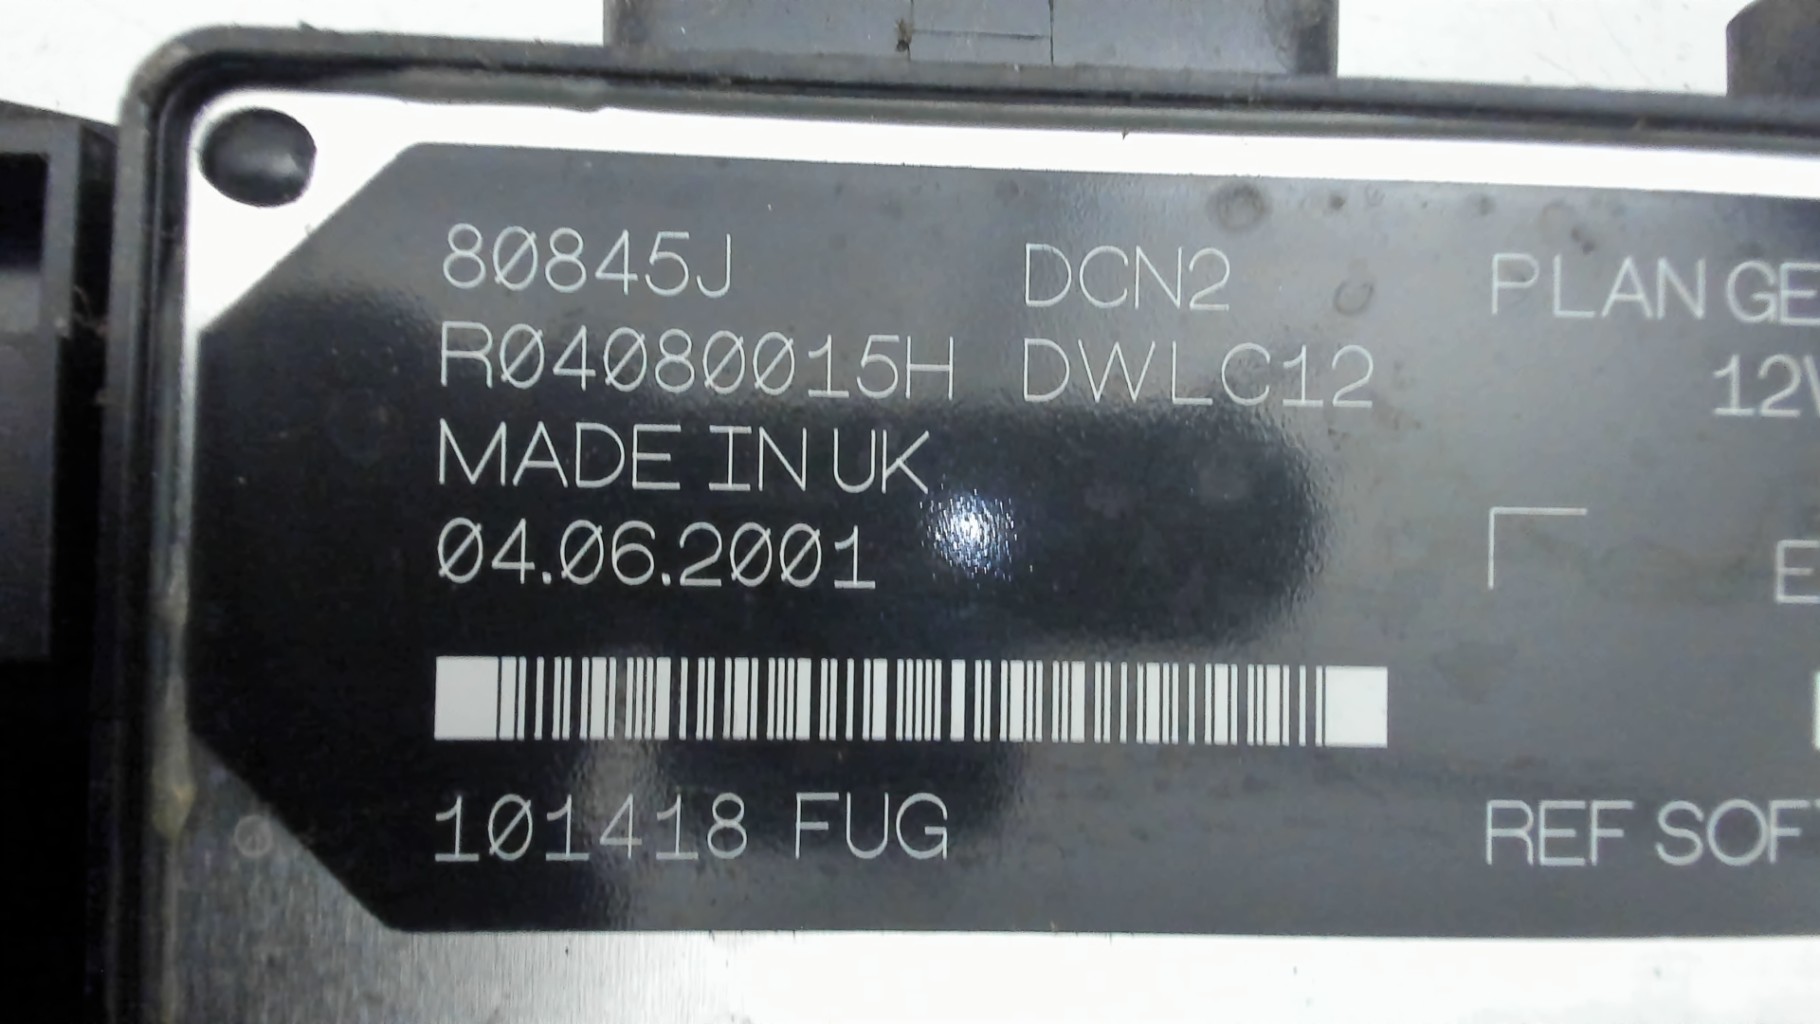 80845J DCN2 PLAN GE
R04080015H DWLC12 12V
MADE IN UK
04.06.2001 E
101418 FUG REF SOF